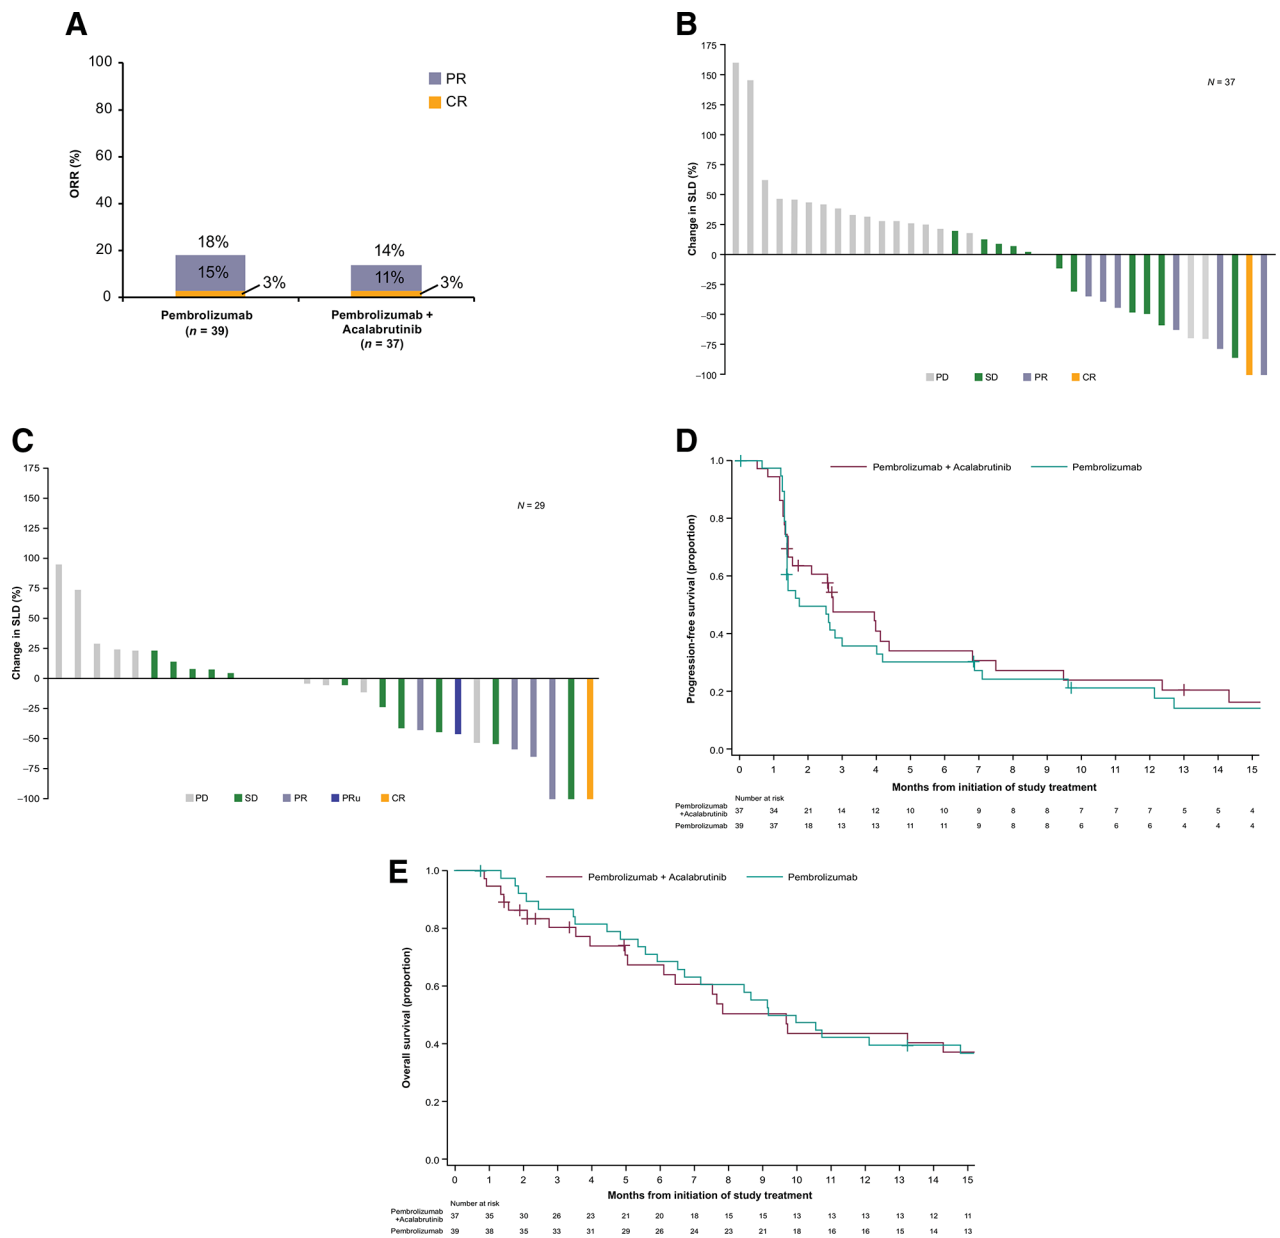 A
100
80
60
40
20
0
ORR (%)
PR
CR
18%
15%
3%
14%
11%
3%
Pembrolizumab
(n = 39)
Pembrolizumab +
Acalabrutinib
(n = 37)
B
175
150
125
100
75
50
25
0
−25
−50
−75
−100
Change in SLD (%)
N = 37
PD SD PR CR
C
175
150
125
100
75
50
25
0
−25
−50
−75
−100
Change in SLD (%)
N = 29
PD SD PR PRu CR
D
1.0
0.8
0.6
0.4
0.2
0.0
Progression-free survival (proportion)
Pembrolizumab + Acalabrutinib Pembrolizumab
0 1 2 3 4 5 6 7 8 9 10 11 12 13 14 15
Months from initiation of study treatment
Number at risk
Pembrolizumab
+Acalabrutinib 37 34 21 14 12 10 10 9 8 8 7 7 7 5 5 4
Pembrolizumab 39 37 18 13 13 11 11 9 8 8 6 6 6 4 4 4
E
1.0
0.8
0.6
0.4
0.2
0.0
Overall survival (proportion)
Pembrolizumab + Acalabrutinib Pembrolizumab
0 1 2 3 4 5 6 7 8 9 10 11 12 13 14 15
Months from initiation of study treatment
Number at risk
Pembrolizumab
+Acalabrutinib 37 35 30 26 23 21 20 18 15 15 13 13 13 13 12 11
Pembrolizumab 39 38 35 33 31 29 26 24 23 21 18 16 16 15 14 13